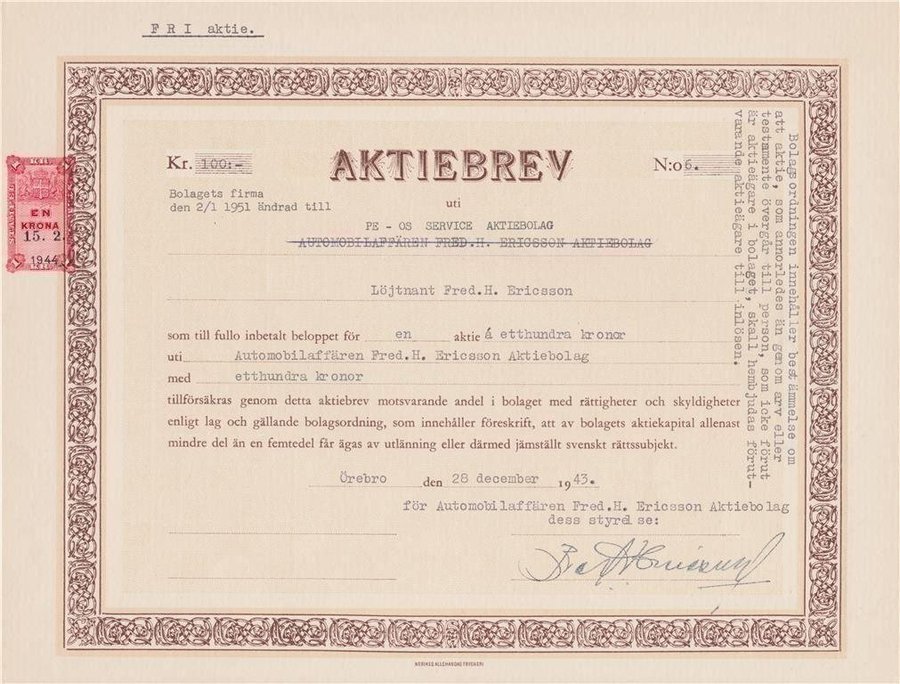 FRI aktie.
Kr. 100:- AKTIEBREV N:o 6.
Bolagets firma
den 2/1 1951 ändrad till
uti
PE - OS SERVICE AKTIEBOLAG
AUTOMOBILAFFÄREN FRED.H. ERICSSON AKTIEBOLAG
Löjtnant Fred.H. Ericsson
som till fullo inbetalt beloppet för en aktie á etthundra kronor
uti Automobilaffären Fred.H. Ericsson Aktiebolag
med etthundra kronor
tillförsäkras genom detta aktiebrev motsvarande andel i bolaget med rättigheter och skyldigheter
enligt lag och gällande bolagsordning, som innehåller föreskrift, att av bolagets aktiekapital allenast
mindre del än en femtedel får ägas av utlänning eller därmed jämställt svenskt rättssubjekt.
Örebro den 28 december 1943.
för Automobilaffären Fred.H. Ericsson Aktiebolag
dess styrelse:
Bolagsordningen innehåller bestämmelse om
att aktie, som annorledes än genom arv eller
testamente övergår till person, som icke förut
är aktieägare i bolaget, skall hembjudas förut-
varande aktieägare till inlösen.
EN
KRONA
15. 2.
1944
NERIKES ALLEHANDAS TRYCKERI